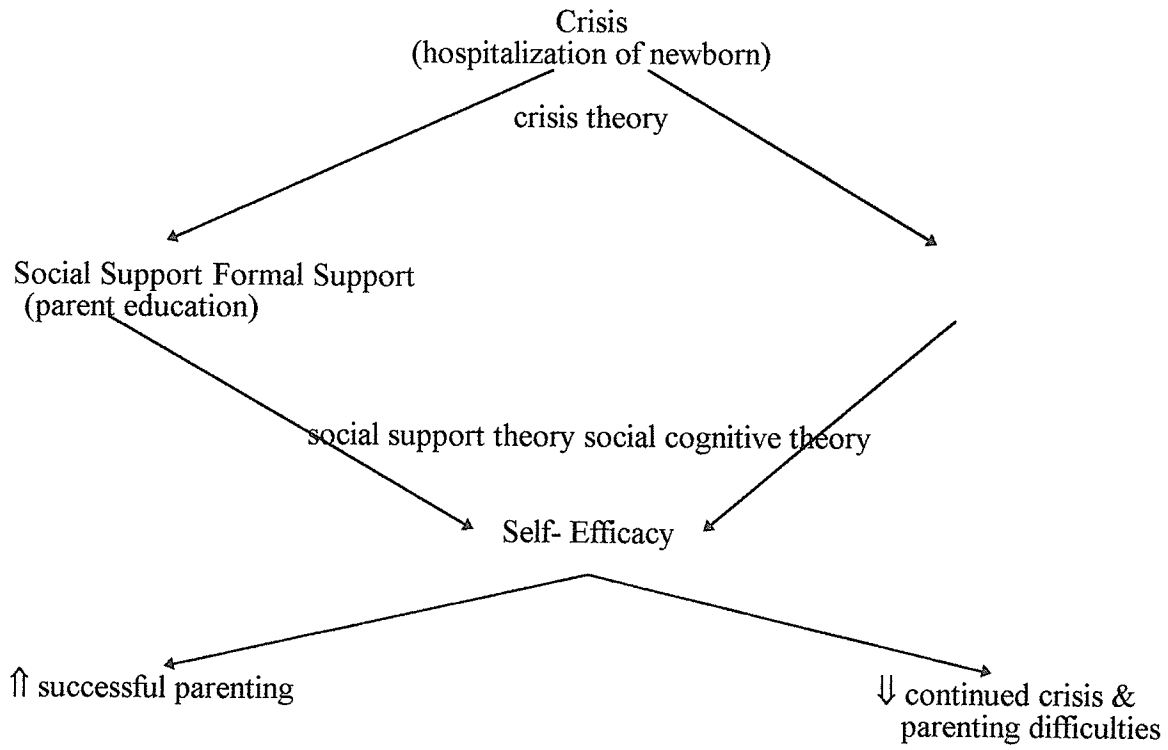 Crisis
(hospitalization of newborn)
crisis theory
Social Support Formal Support
(parent education)
social support theory social cognitive theory
Self- Efficacy
⇑ successful parenting
⇓ continued crisis &
parenting difficulties